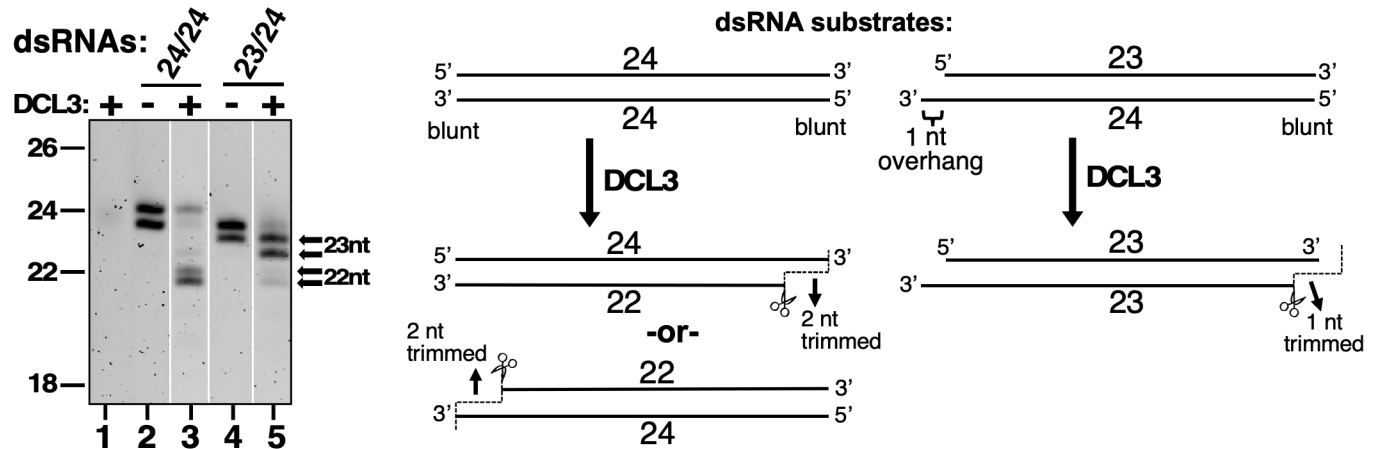 dsRNAs: 24/24 23/24
DCL3: + - + - +
26
24
22
18
23nt
22nt
1 2 3 4 5
dsRNA substrates:
5' 24 3'
3' 24 5'
blunt blunt
DCL3
5' 24 3'
3' 22
2 nt
trimmed
-or-
2 nt
trimmed
22 3'
3' 24 5'
5' 23 3'
3' 24 5'
1 nt
overhang
blunt
DCL3
5' 23 3'
3' 23
1 nt
trimmed